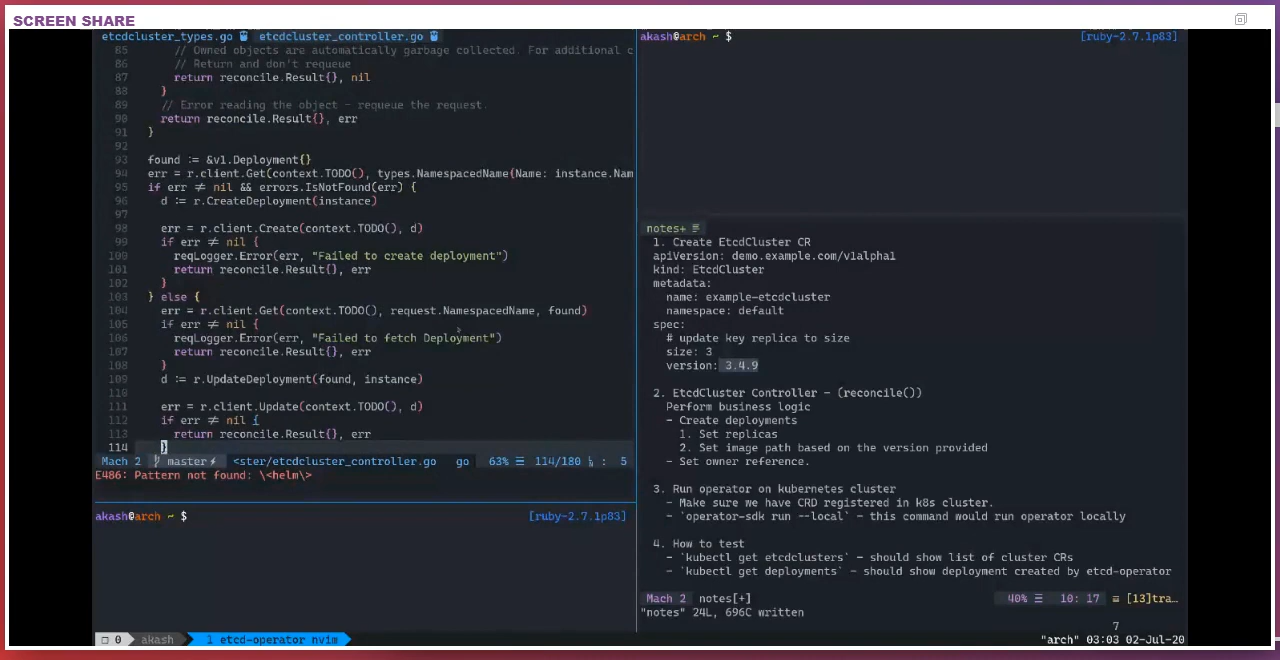 SCREEN SHARE
etcdcluster_types.go etcdcluster_controller.go
85 // Owned objects are automatically garbage collected. For additional c
86 // Return and don't requeue
87 return reconcile.Result{}, nil
88 }
89 // Error reading the object - requeue the request.
90 return reconcile.Result{}, err
91 }
92
93 found := &v1.Deployment{}
94 err = r.client.Get(context.TODO(), types.NamespacedName{Name: instance.Nam
95 if err ≠ nil && errors.IsNotFound(err) {
96 d := r.CreateDeployment(instance)
97
98 err = r.client.Create(context.TODO(), d)
99 if err ≠ nil {
100 reqLogger.Error(err, "Failed to create deployment")
101 return reconcile.Result{}, err
102 }
103 } else {
104 err = r.client.Get(context.TODO(), request.NamespacedName, found)
105 if err ≠ nil {
106 reqLogger.Error(err, "Failed to fetch Deployment")
107 return reconcile.Result{}, err
108 }
109 d := r.UpdateDeployment(found, instance)
110
111 err = r.client.Update(context.TODO(), d)
112 if err ≠ nil {
113 return reconcile.Result{}, err
114 }
Mach 2 master⚡ <ster/etcdcluster_controller.go go 63% ☰ 114/180 : 5
E486: Pattern not found: \<helm\>
akash@arch ~ $ [ruby-2.7.1p83]
akash@arch ~ $ [ruby-2.7.1p83]
notes+
1. Create EtcdCluster CR
apiVersion: demo.example.com/v1alpha1
kind: EtcdCluster
metadata:
name: example-etcdcluster
namespace: default
spec:
# update key replica to size
size: 3
version: 3.4.9
2. EtcdCluster Controller - (reconcile())
Perform business logic
- Create deployments
1. Set replicas
2. Set image path based on the version provided
- Set owner reference.
3. Run operator on kubernetes cluster
- Make sure we have CRD registered in k8s cluster.
- `operator-sdk run --local` - this command would run operator locally
4. How to test
- `kubectl get etcdclusters` - should show list of cluster CRs
- `kubectl get deployments` - should show deployment created by etcd-operator
Mach 2 notes[+] 40% ☰ 10: 17 ≡ [13]tra…
"notes" 24L, 696C written
7
□ 0 akash 1 etcd-operator nvim "arch" 03:03 02-Jul-20